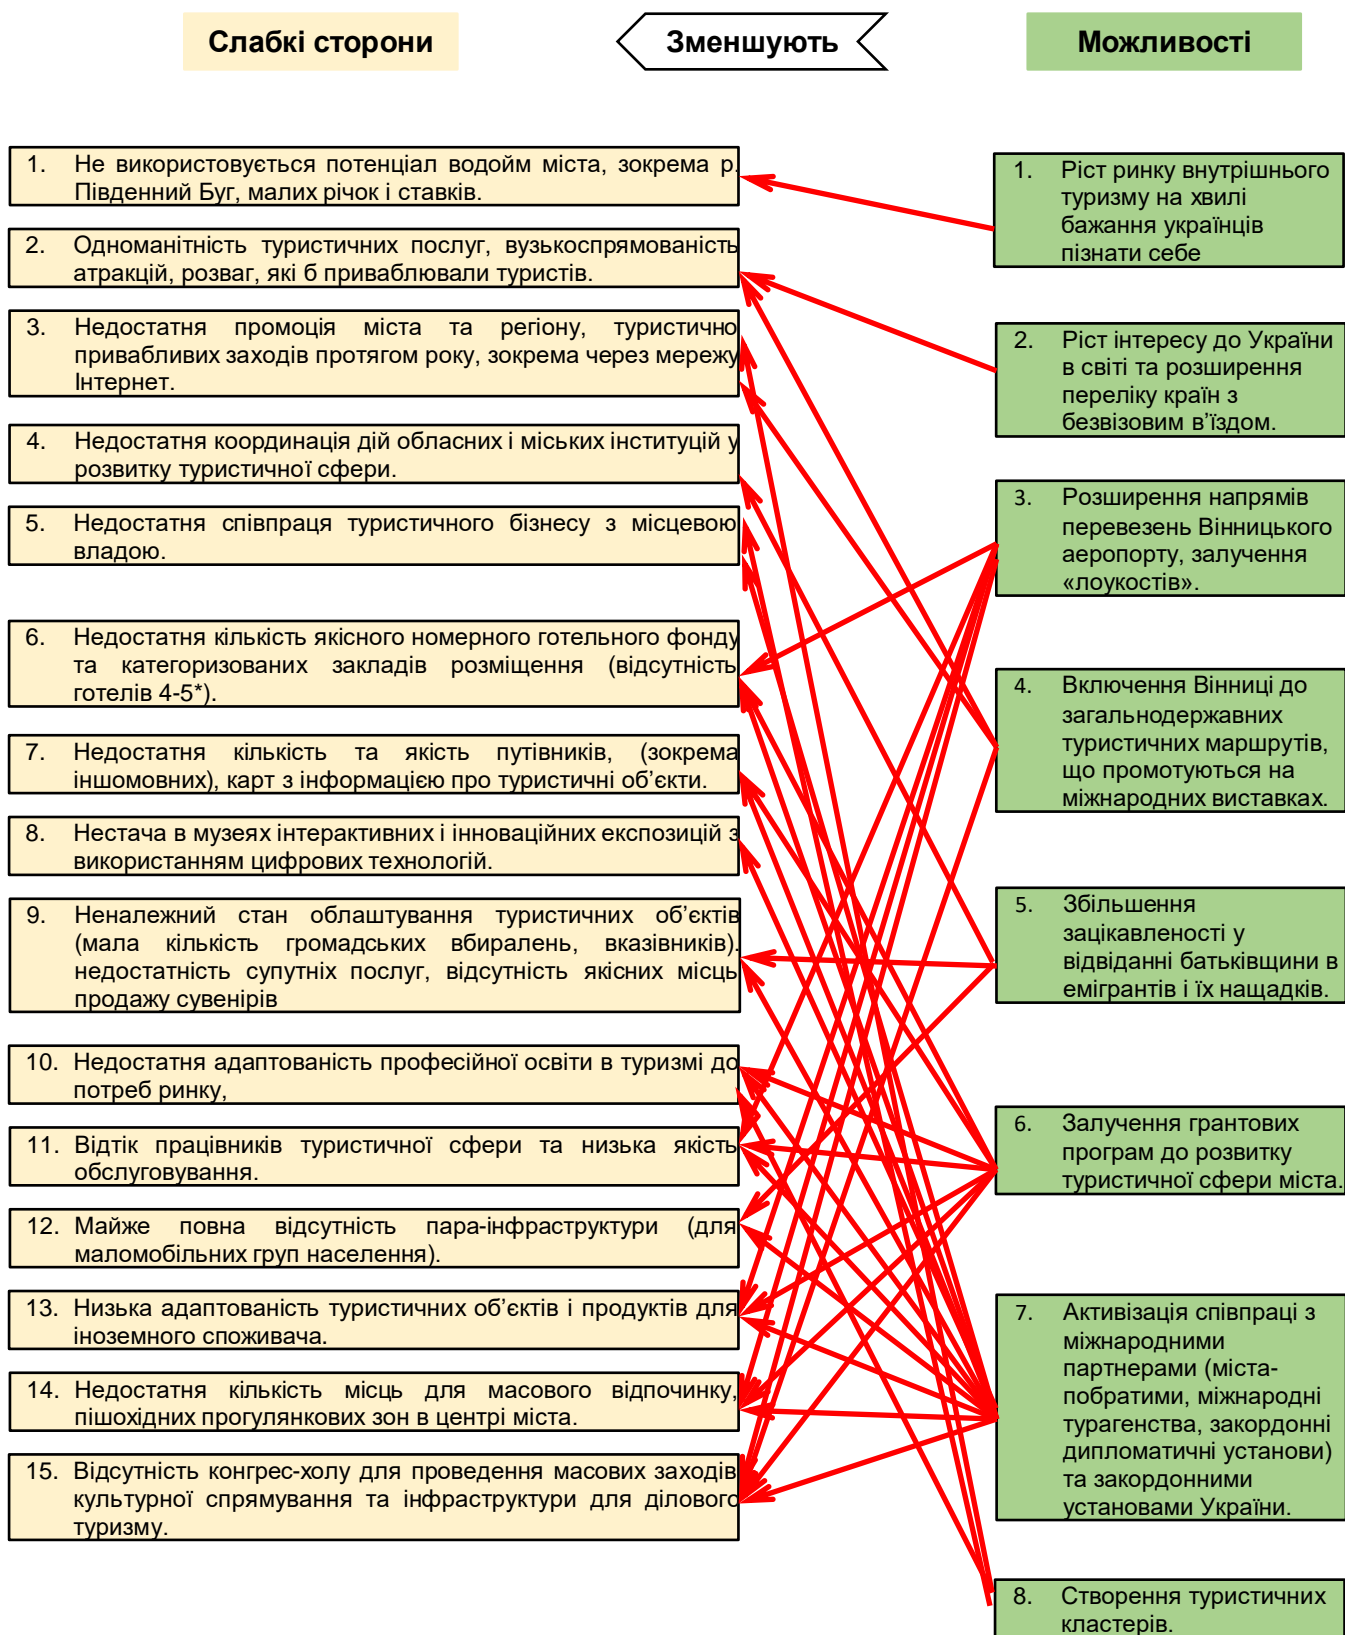 Слабкі сторони
Зменшують
Можливості
1. Не використовується потенціал водойм міста, зокрема р.
Південний Буг, малих річок і ставків.
2. Одноманітність туристичних послуг, вузькоспрямованість
атракцій, розваг, які б приваблювали туристів.
3. Недостатня промоція міста та регіону, туристично
привабливих заходів протягом року, зокрема через мережу
Інтернет.
4. Недостатня координація дій обласних і міських інституцій у
розвитку туристичної сфери.
5. Недостатня співпраця туристичного бізнесу з місцевою
владою.
6. Недостатня кількість якісного номерного готельного фонду
та категоризованих закладів розміщення (відсутність
готелів 4-5*).
7. Недостатня кількість та якість путівників, (зокрема
іншомовних), карт з інформацією про туристичні об’єкти.
8. Нестача в музеях інтерактивних і інноваційних експозицій з
використанням цифрових технологій.
9. Неналежний стан облаштування туристичних об’єктів
(мала кількість громадських вбиралень, вказівників).
недостатність супутніх послуг, відсутність якісних місць
продажу сувенірів
10. Недостатня адаптованість професійної освіти в туризмі до
потреб ринку,
11. Відтік працівників туристичної сфери та низька якість
обслуговування.
12. Майже повна відсутність пара-інфраструктури (для
маломобільних груп населення).
13. Низька адаптованість туристичних об’єктів і продуктів для
іноземного споживача.
14. Недостатня кількість місць для масового відпочинку,
пішохідних прогулянкових зон в центрі міста.
15. Відсутність конгрес-холу для проведення масових заходів
культурної спрямування та інфраструктури для ділового
туризму.
1. Ріст ринку внутрішнього
туризму на хвилі
бажання українців
пізнати себе
2. Ріст інтересу до України
в світі та розширення
переліку країн з
безвізовим в’їздом.
3. Розширення напрямів
перевезень Вінницького
аеропорту, залучення
«лоукостів».
4. Включення Вінниці до
загальнодержавних
туристичних маршрутів,
що промотуються на
міжнародних виставках.
5. Збільшення
зацікавленості у
відвіданні батьківщини в
емігрантів і їх нащадків.
6. Залучення грантових
програм до розвитку
туристичної сфери міста.
7. Активізація співпраці з
міжнародними
партнерами (міста-
побратими, міжнародні
турагенства, закордонні
дипломатичні установи)
та закордонними
установами України.
8. Створення туристичних
кластерів.